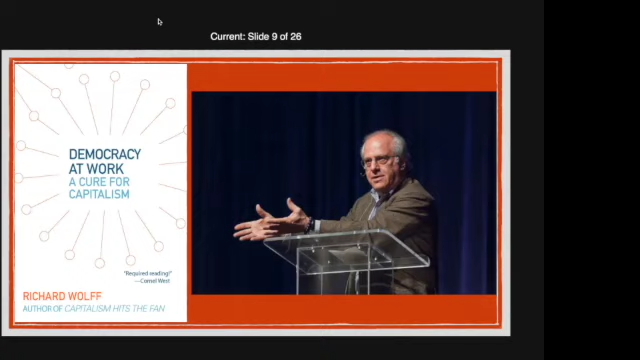 Current: Slide 9 of 26
DEMOCRACY
AT WORK
A CURE FOR
CAPITALISM
"Required reading!"
—Cornel West
RICHARD WOLFF
AUTHOR OF CAPITALISM HITS THE FAN